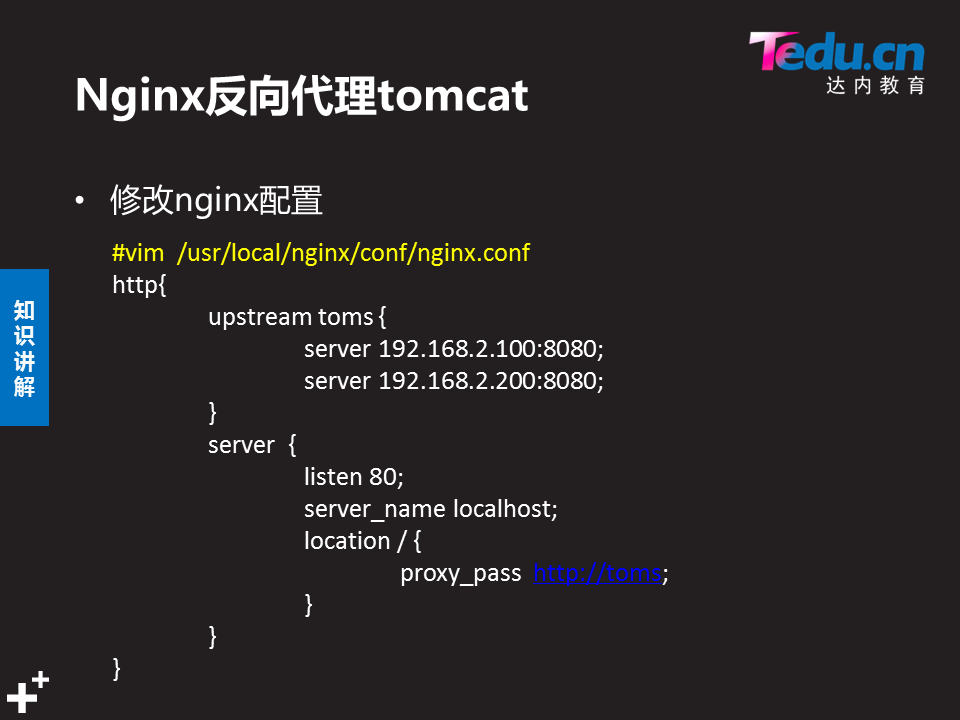 Tedu.cn
达内教育
Nginx反向代理tomcat
• 修改nginx配置
#vim /usr/local/nginx/conf/nginx.conf
http{
upstream toms {
server 192.168.2.100:8080;
server 192.168.2.200:8080;
}
server {
listen 80;
server_name localhost;
location / {
proxy_pass http://toms;
}
}
}
知
识
讲
解